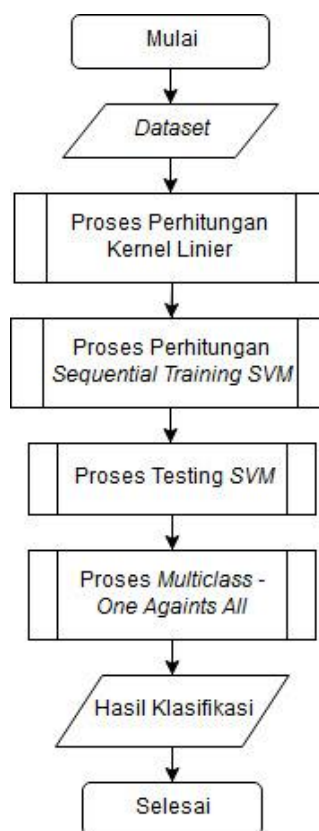 Mulai
Dataset
Proses Perhitungan
Kernel Linier
Proses Perhitungan
Sequential Training SVM
Proses Testing SVM
Proses Multiclass -
One Againts All
Hasil Klasifikasi
Selesai